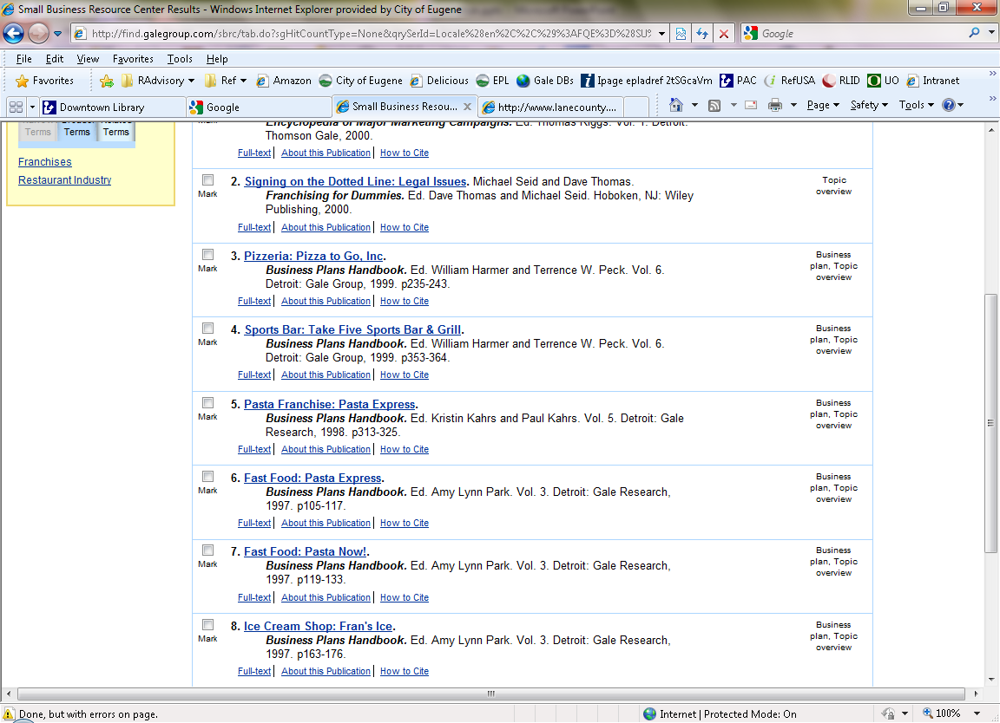 Small Business Resource Center Results - Windows Internet Explorer provided by City of Eugene
http://find.galegroup.com/sbrc/tab.do?sgHitCountType=None&qrySerId=Locale%28en%2C%2C%29%3AFQE%3D%28SU%
Google
File Edit View Favorites Tools Help
Favorites RAdvisory Ref Amazon City of Eugene Delicious EPL Gale DBs Ipage epladref 2tSGcaVm PAC RefUSA RLID UO Intranet »
Downtown Library Google Small Business Resou... X http://www.lanecounty.... Page Safety Tools »
Terms Terms Terms
Franchises
Restaurant Industry
Encyclopedia of Major Marketing Campaigns. Ed. Thomas Riggs. Vol. 1. Detroit:
Thomson Gale, 2000.
Full-text | About this Publication | How to Cite
Mark
2. Signing on the Dotted Line: Legal Issues. Michael Seid and Dave Thomas.
Franchising for Dummies. Ed. Dave Thomas and Michael Seid. Hoboken, NJ: Wiley
Publishing, 2000.
Full-text | About this Publication | How to Cite
Topic
overview
Mark
3. Pizzeria: Pizza to Go, Inc.
Business Plans Handbook. Ed. William Harmer and Terrence W. Peck. Vol. 6.
Detroit: Gale Group, 1999. p235-243.
Full-text | About this Publication | How to Cite
Business
plan, Topic
overview
Mark
4. Sports Bar: Take Five Sports Bar & Grill.
Business Plans Handbook. Ed. William Harmer and Terrence W. Peck. Vol. 6.
Detroit: Gale Group, 1999. p353-364.
Full-text | About this Publication | How to Cite
Business
plan, Topic
overview
Mark
5. Pasta Franchise: Pasta Express.
Business Plans Handbook. Ed. Kristin Kahrs and Paul Kahrs. Vol. 5. Detroit: Gale
Research, 1998. p313-325.
Full-text | About this Publication | How to Cite
Business
plan, Topic
overview
Mark
6. Fast Food: Pasta Express.
Business Plans Handbook. Ed. Amy Lynn Park. Vol. 3. Detroit: Gale Research,
1997. p105-117.
Full-text | About this Publication | How to Cite
Business
plan, Topic
overview
Mark
7. Fast Food: Pasta Now!.
Business Plans Handbook. Ed. Amy Lynn Park. Vol. 3. Detroit: Gale Research,
1997. p119-133.
Full-text | About this Publication | How to Cite
Business
plan, Topic
overview
Mark
8. Ice Cream Shop: Fran's Ice.
Business Plans Handbook. Ed. Amy Lynn Park. Vol. 3. Detroit: Gale Research,
1997. p163-176.
Full-text | About this Publication | How to Cite
Business
plan, Topic
overview
Done, but with errors on page. Internet | Protected Mode: On 100%